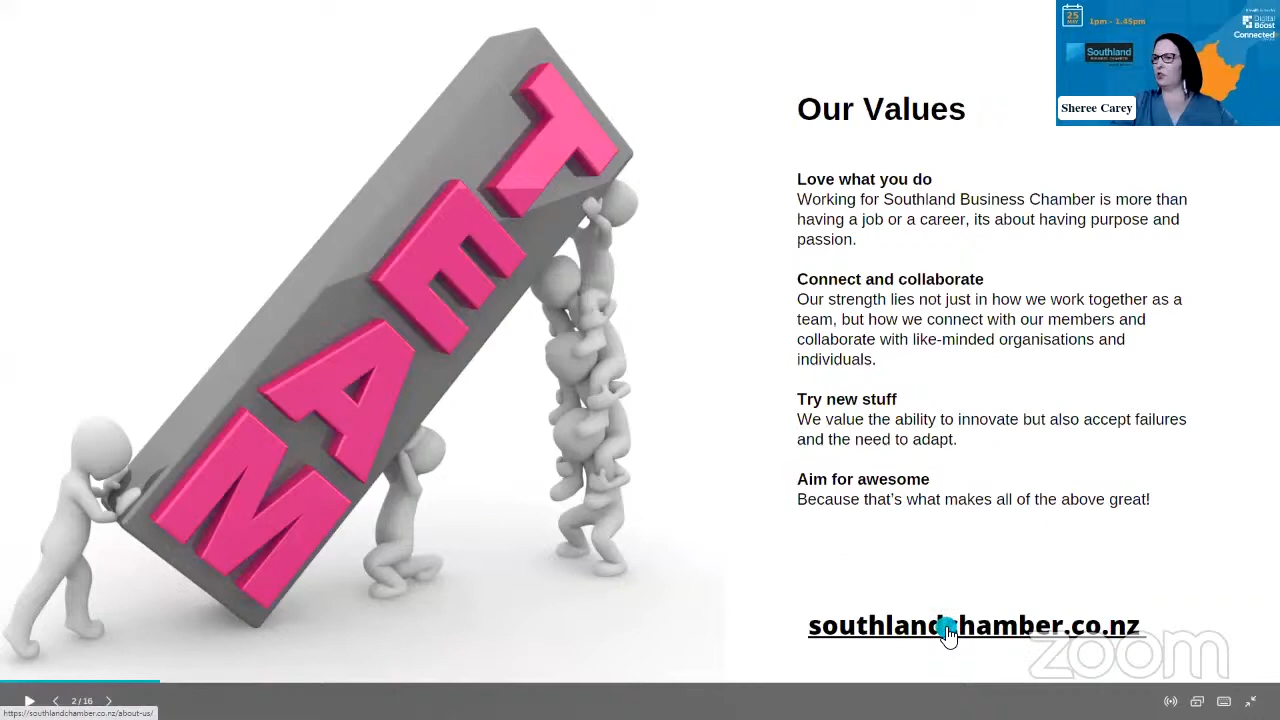 25
MAY
1pm - 1.45pm
Digital
Boost
Connected
Southland
BUSINESS CHAMBER
Sheree Carey
TEAM
Our Values
Love what you do
Working for Southland Business Chamber is more than
having a job or a career, its about having purpose and
passion.
Connect and collaborate
Our strength lies not just in how we work together as a
team, but how we connect with our members and
collaborate with like-minded organisations and
individuals.
Try new stuff
We value the ability to innovate but also accept failures
and the need to adapt.
Aim for awesome
Because that’s what makes all of the above great!
southlandchamber.co.nz
zoom
2 / 16
https://southlandchamber.co.nz/about-us/